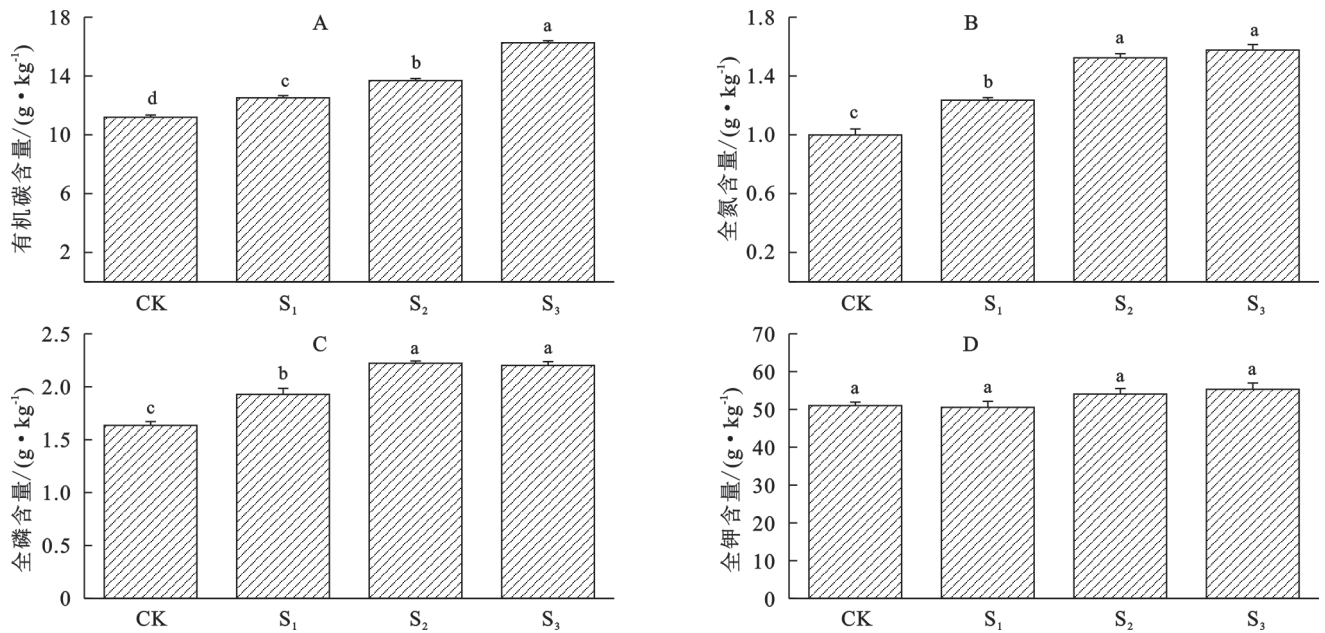 A
有机碳含量/(g•kg⁻¹)
18
14
10
6
2
d
c
b
a
CK
S₁
S₂
S₃
B
全氮含量/(g•kg⁻¹)
1.8
1.4
1.0
0.6
0.2
c
b
a
a
CK
S₁
S₂
S₃
C
全磷含量/(g•kg⁻¹)
2.5
2.0
1.5
1.0
0.5
0
c
b
a
a
CK
S₁
S₂
S₃
D
全钾含量/(g•kg⁻¹)
70
60
50
40
30
20
10
0
a
a
a
a
CK
S₁
S₂
S₃